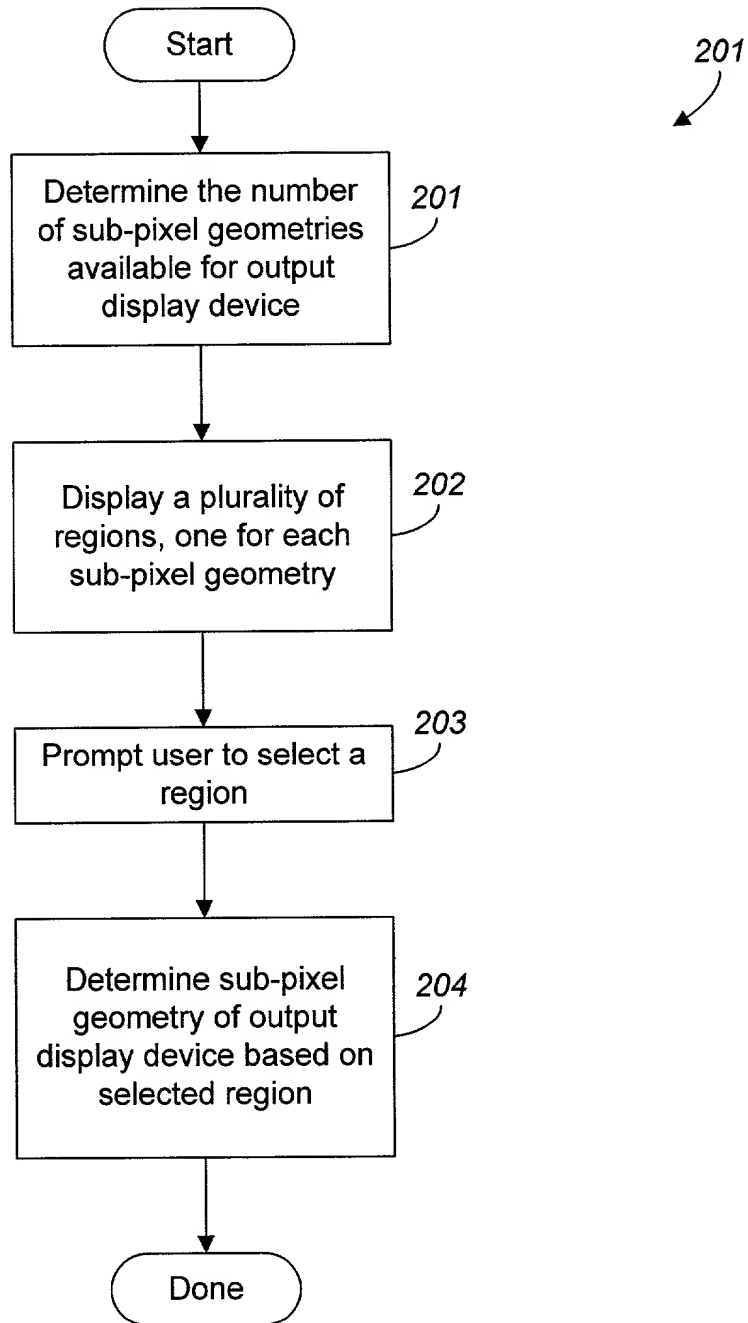 Start
201
Determine the number
of sub-pixel geometries
available for output
display device
201
Display a plurality of
regions, one for each
sub-pixel geometry
202
Prompt user to select a
region
203
Determine sub-pixel
geometry of output
display device based on
selected region
204
Done